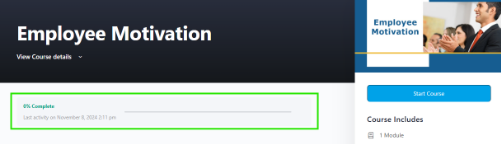 Employee Motivation
View Course details
0% Complete
Last activity on November 9, 2024 2:11 pm
Employee
Motivation
Start Course
Course Includes
1 Module